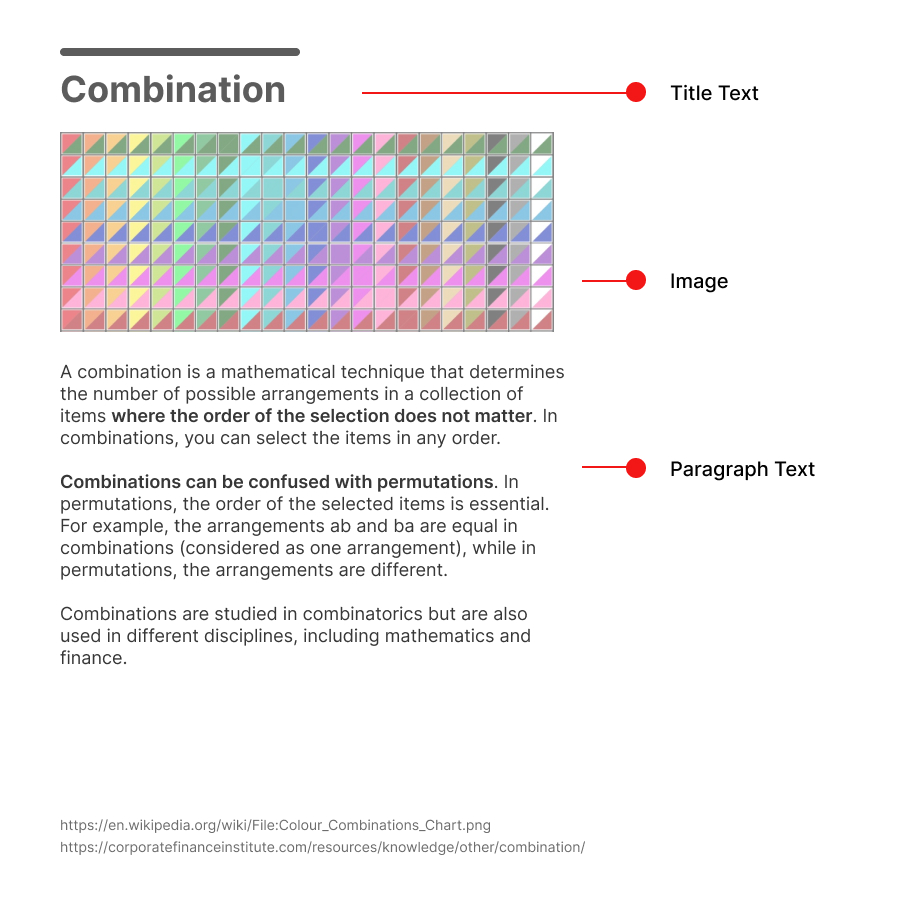 Combination
Title Text
Image
A combination is a mathematical technique that determines
the number of possible arrangements in a collection of
items where the order of the selection does not matter. In
combinations, you can select the items in any order.
Paragraph Text
Combinations can be confused with permutations. In
permutations, the order of the selected items is essential.
For example, the arrangements ab and ba are equal in
combinations (considered as one arrangement), while in
permutations, the arrangements are different.
Combinations are studied in combinatorics but are also
used in different disciplines, including mathematics and
finance.
https://en.wikipedia.org/wiki/File:Colour_Combinations_Chart.png
https://corporatefinanceinstitute.com/resources/knowledge/other/combination/